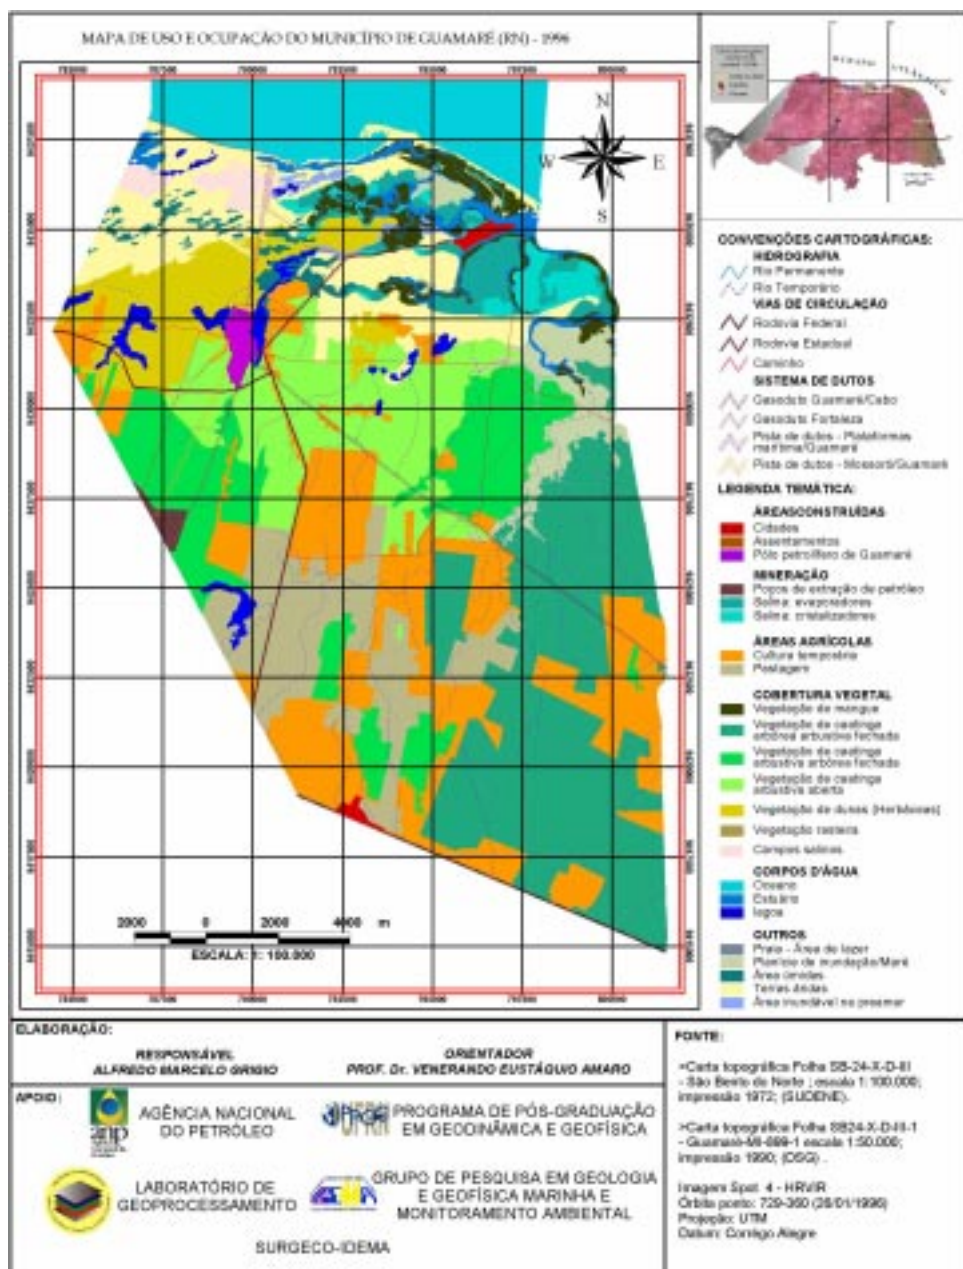 MAPA DE USO E OCUPAÇÃO DO MUNICÍPIO DE GUAMARÉ (RN) - 1996
N
W E
S
2000 0 2000 4000 m
ESCALA: 1: 100.000
CONVENÇÕES CARTOGRÁFICAS:
HIDROGRAFIA
Rio Permanente
Rio Temporário
VIAS DE CIRCULAÇÃO
Rodovia Federal
Rodovia Estadual
Caminho
SISTEMA DE DUTOS
Gasoduto Guamaré/Cabo
Gasoduto Fortaleza
Pista de dutos - Plataformas
marítima/Guamaré
Pista de dutos - Mossoró/Guamaré
LEGENDA TEMÁTICA:
ÁREAS CONSTRUÍDAS
Cidades
Assentamentos
Pólo petrolífero de Guamaré
MINERAÇÃO
Poços de extração de petróleo
Salina: evaporadores
Salina: cristalizadores
ÁREAS AGRÍCOLAS
Cultura temporária
Pastagem
COBERTURA VEGETAL
Vegetação de mangue
Vegetação de caatinga
arbórea arbustiva fechada
Vegetação de caatinga
arbustiva arbórea fechada
Vegetação de caatinga
arbustiva aberta
Vegetação de dunas (Herbáceas)
Vegetação rasteira
Campos salinos
CORPOS D'ÁGUA
Oceano
Estuário
lagoa
OUTROS
Praia - Área de lazer
Planície de inundação/Maré
Área úmidas
Terras áridas
Área inundável na preamar
ELABORAÇÃO:
RESPONSÁVEL
ALFREDO MARCELO GRIGIO
ORIENTADOR
PROF. Dr. VENERANDO EUSTÁQUIO AMARO
APOIO:
anp
AGÊNCIA NACIONAL
DO PETRÓLEO
PROGRAMA DE PÓS-GRADUAÇÃO
EM GEODINÂMICA E GEOFÍSICA
LABORATÓRIO DE
GEOPROCESSAMENTO
GRUPO DE PESQUISA EM GEOLOGIA
E GEOFÍSICA MARINHA E
MONITORAMENTO AMBIENTAL
SURGECO-IDEMA
FONTE:
>Carta topográfica Folha SB-24-X-D-III
- São Bento do Norte ; escala 1:100.000;
impressão 1972; (SUDENE).
>Carta topográfica Folha SB24-X-D-III-1
- Guamaré-MI-899-1 escala 1:50.000;
impressão 1990; (DSG) .
Imagem Spot 4 - HRVIR
Órbita ponto: 729-360 (26/01/1996)
Projeção: UTM
Datum: Corrego Alegre